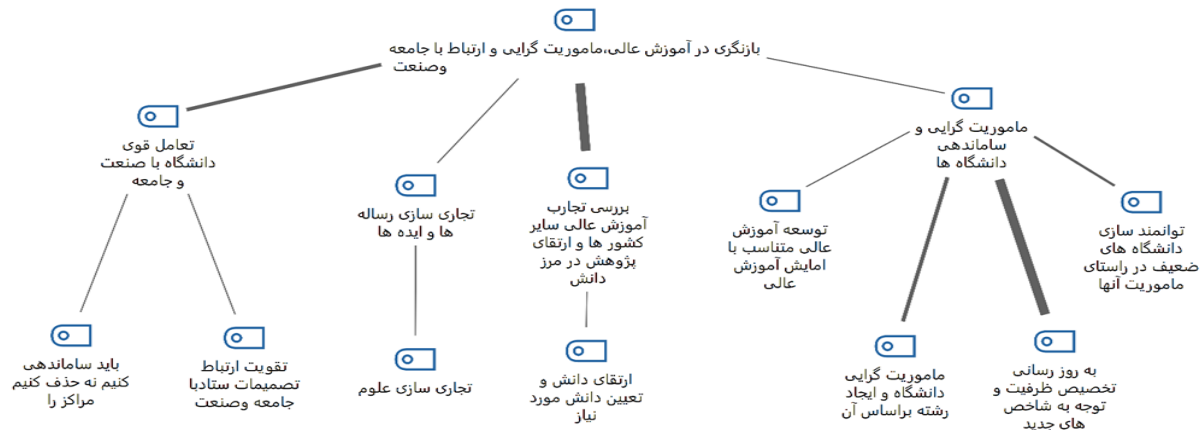 بازنگری در آموزش عالی،ماموریت گرایی و ارتباط با جامعه
وصنعت
ماموریت گرایی و
ساماندهی
دانشگاه ها
تعامل قوی
دانشگاه با صنعت
و جامعه
بررسی تجارب
آموزش عالی سایر
کشور ها و ارتقای
پژوهش در مرز
دانش
تجاری سازی رساله
ها و ایده ها
توانمند سازی
دانشگاه های
ضعیف در راستای
ماموریت آنها
توسعه آموزش
عالی متناسب با
امایش آموزش
عالی
به روز رسانی
تخصیص ظرفیت و
توجه به شاخص
های جدید
ماموریت گرایی
دانشگاه و ایجاد
رشته براساس آن
ارتقای دانش و
تعیین دانش مورد
نیاز
تجاری سازی علوم
تقویت ارتباط
تصمیمات ستادبا
جامعه وصنعت
باید ساماندهی
کنیم نه حذف کنیم
مراکز را